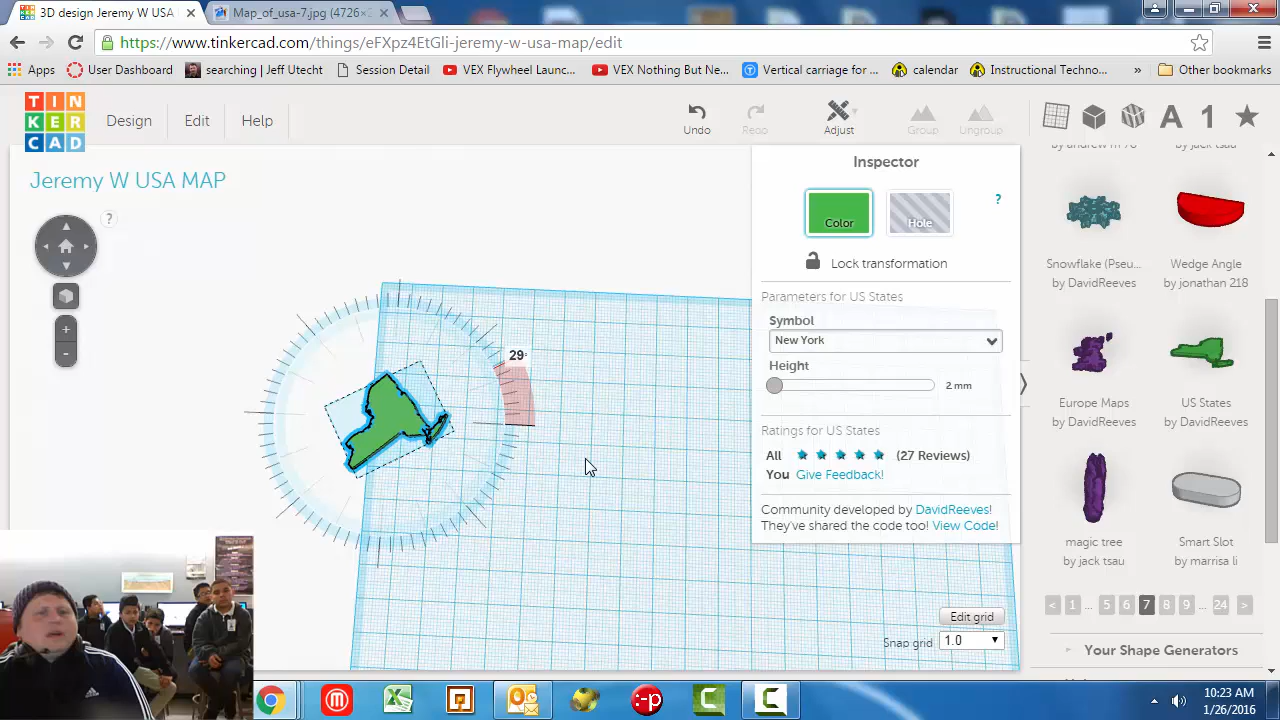 3D design Jeremy W USA M
Map_of_usa-7.jpg (4726×
https://www.tinkercad.com/things/eFXpz4EtGli-jeremy-w-usa-map/edit
Apps
User Dashboard
searching | Jeff Utecht
Session Detail
VEX Flywheel Launc...
VEX Nothing But Ne...
Vertical carriage for ...
calendar
Instructional Techno...
»
Other bookmarks
TIN
KER
CAD
Design
Edit
Help
Undo
Redo
Adjust
Group
Ungroup
A
1
Jeremy W USA MAP
?
+
-
29°
Inspector
Color
Hole
?
Lock transformation
Parameters for US States
Symbol
New York
Height
2 mm
Ratings for US States
All
(27 Reviews)
You Give Feedback!
Community developed by DavidReeves!
They've shared the code too! View Code!
by andrew m 98
by jack tsau
Snowflake (Pseu...
by DavidReeves
Wedge Angle
by jonathan 218
Europe Maps
by DavidReeves
US States
by DavidReeves
magic tree
by jack tsau
Smart Slot
by marrisa li
< 1 ... 5 6 7 8 9 ... 24 >
Your Shape Generators
Edit grid
Snap grid 1.0
10:23 AM
1/26/2016